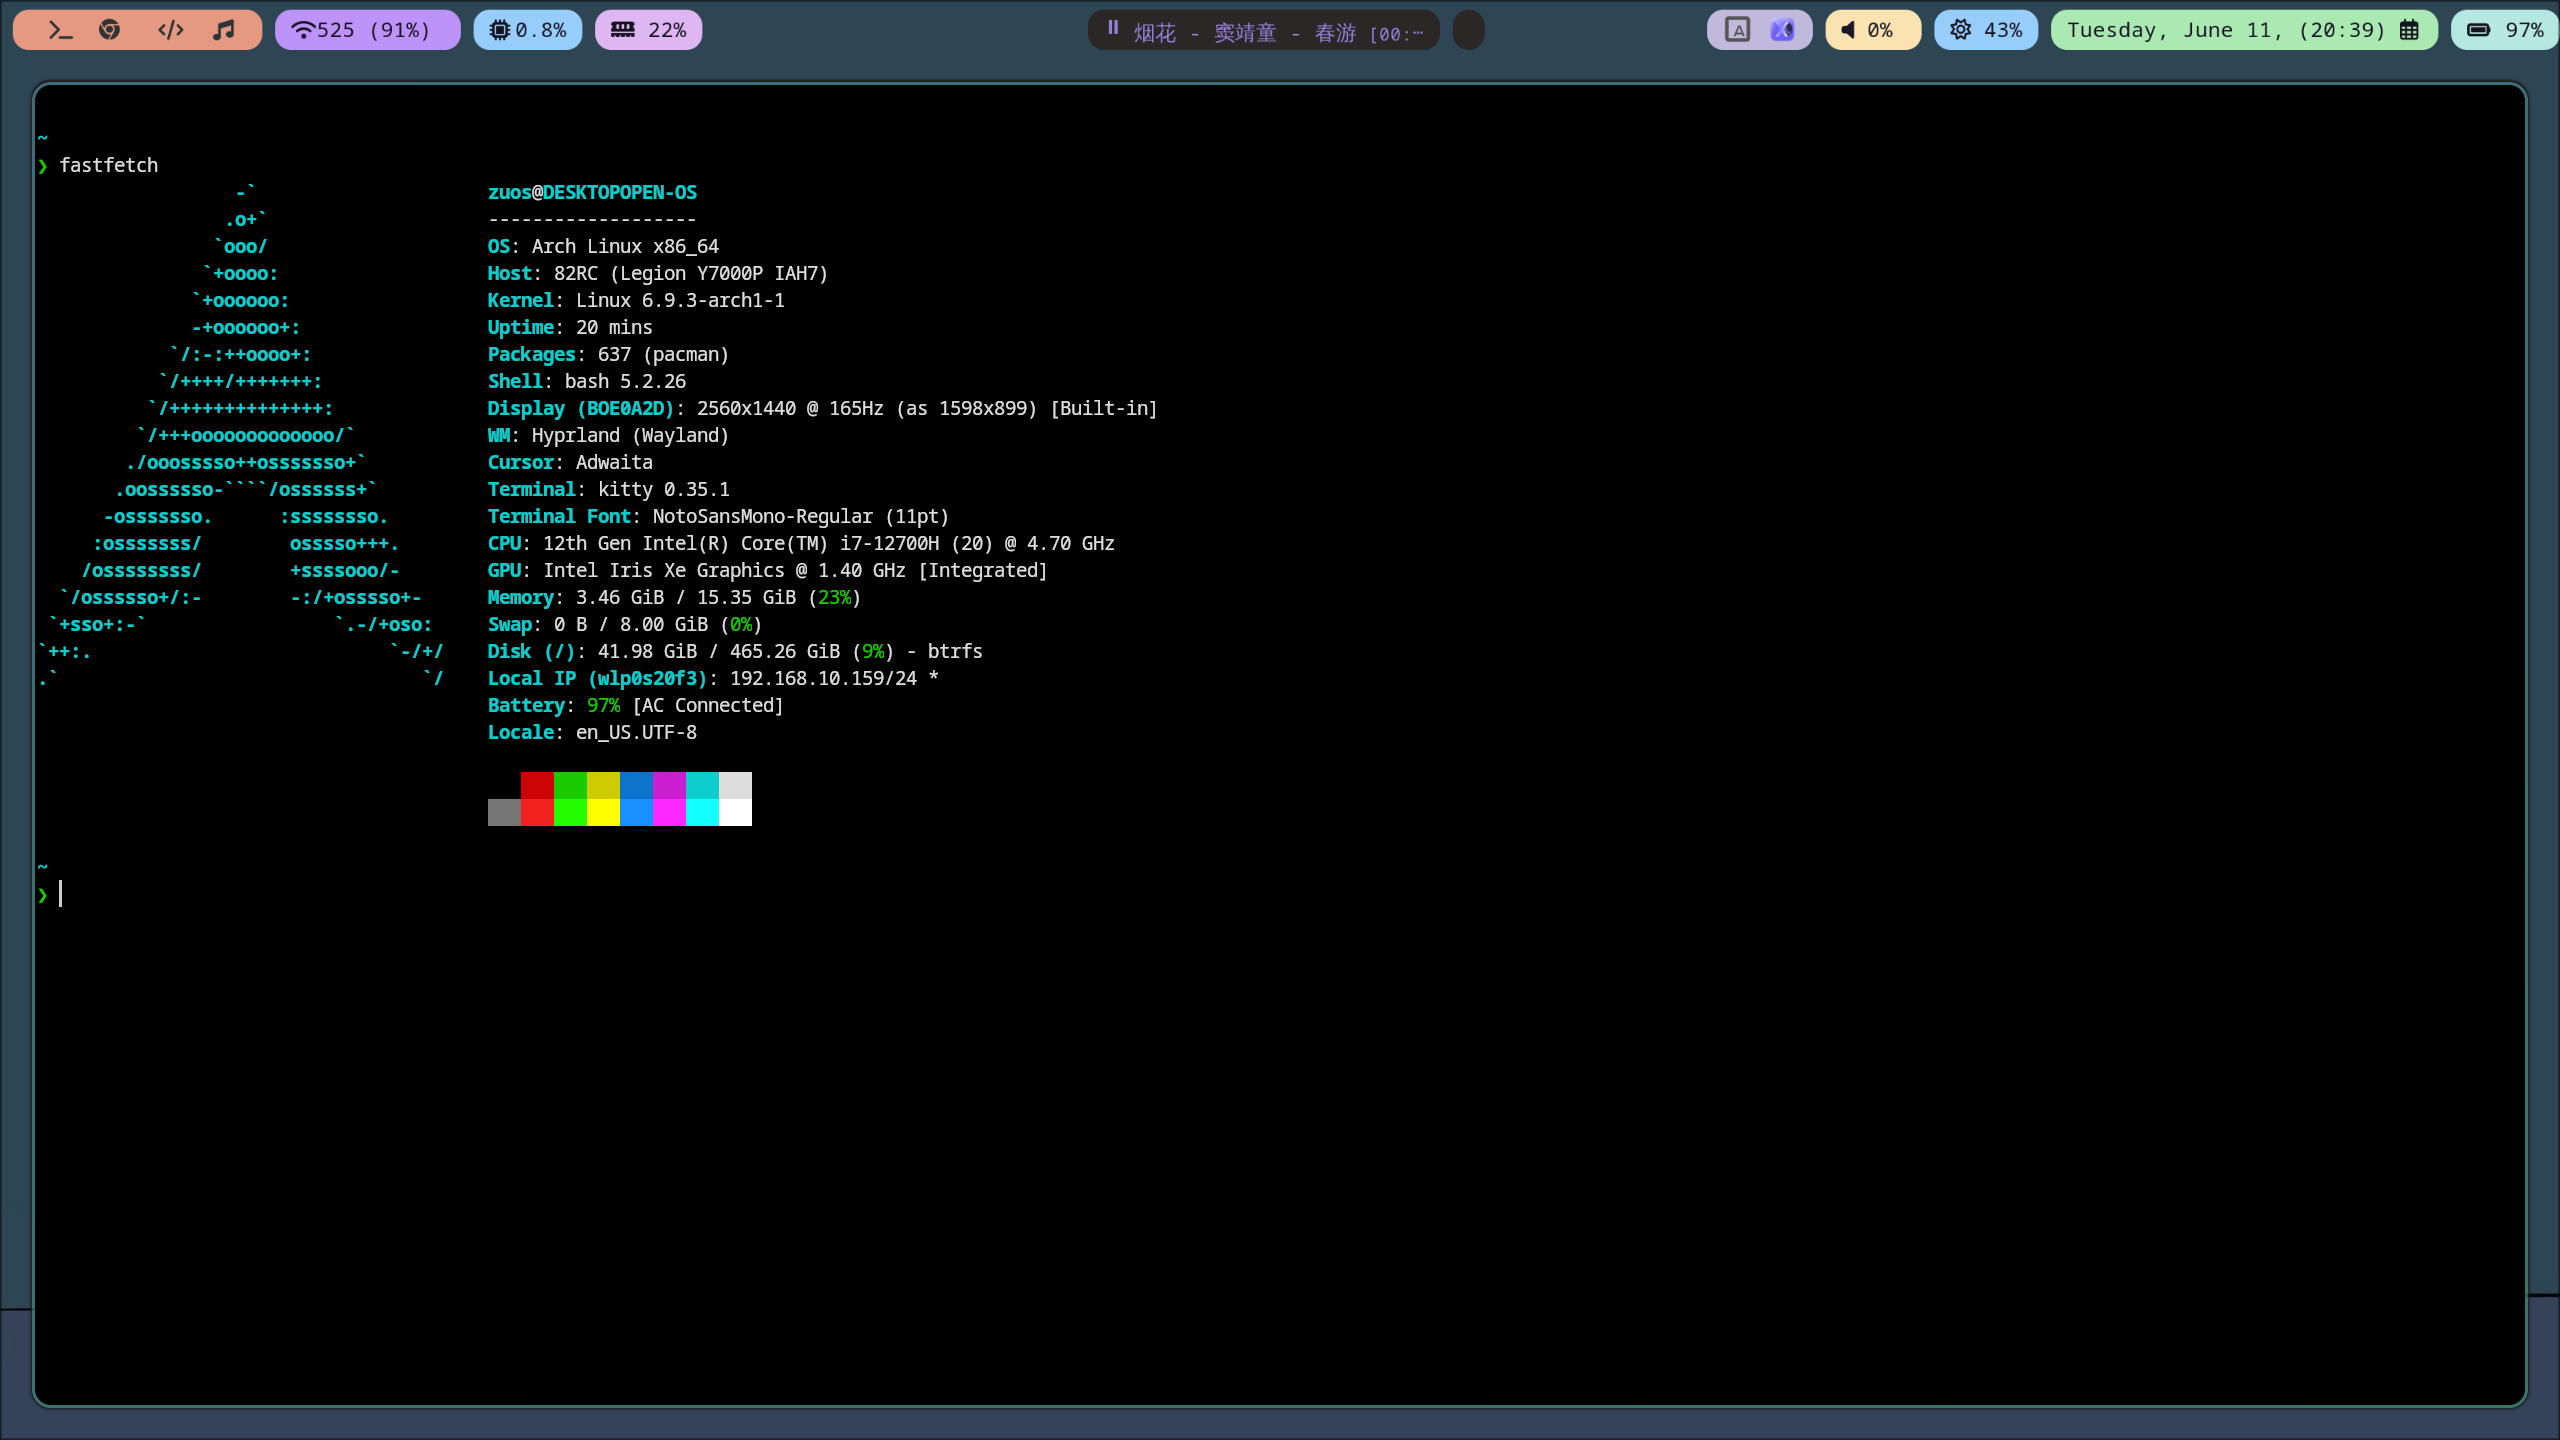 525 (91%) 0.8% 22% 烟花 - 窦靖童 - 春游 [00:… A 0% 43% Tuesday, June 11, (20:39) 97%
~
❯ fastfetch
-` zuos@DESKTOPOPEN-OS
.o+` -------------------
`ooo/ OS: Arch Linux x86_64
`+oooo: Host: 82RC (Legion Y7000P IAH7)
`+oooooo: Kernel: Linux 6.9.3-arch1-1
-+oooooo+: Uptime: 20 mins
`/:-:++oooo+: Packages: 637 (pacman)
`/++++/+++++++: Shell: bash 5.2.26
`/++++++++++++++: Display (BOE0A2D): 2560x1440 @ 165Hz (as 1598x899) [Built-in]
`/+++ooooooooooooo/` WM: Hyprland (Wayland)
./ooosssso++osssssso+` Cursor: Adwaita
.oossssso-````/ossssss+` Terminal: kitty 0.35.1
-osssssso. :ssssssso. Terminal Font: NotoSansMono-Regular (11pt)
:osssssss/ osssso+++. CPU: 12th Gen Intel(R) Core(TM) i7-12700H (20) @ 4.70 GHz
/ossssssss/ +ssssooo/- GPU: Intel Iris Xe Graphics @ 1.40 GHz [Integrated]
`/ossssso+/:- -:/+osssso+- Memory: 3.46 GiB / 15.35 GiB (23%)
`+sso+:-` `.-/+oso: Swap: 0 B / 8.00 GiB (0%)
`++:. `-/+/ Disk (/): 41.98 GiB / 465.26 GiB (9%) - btrfs
.` `/ Local IP (wlp0s20f3): 192.168.10.159/24 *
Battery: 97% [AC Connected]
Locale: en_US.UTF-8
~
❯